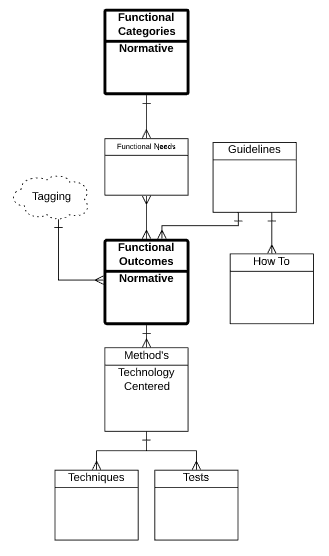 Functional
Categories
Normative
Functional Needs
Guidelines
Tagging
Functional
Outcomes
Normative
How To
Method's
Technology
Centered
Techniques
Tests